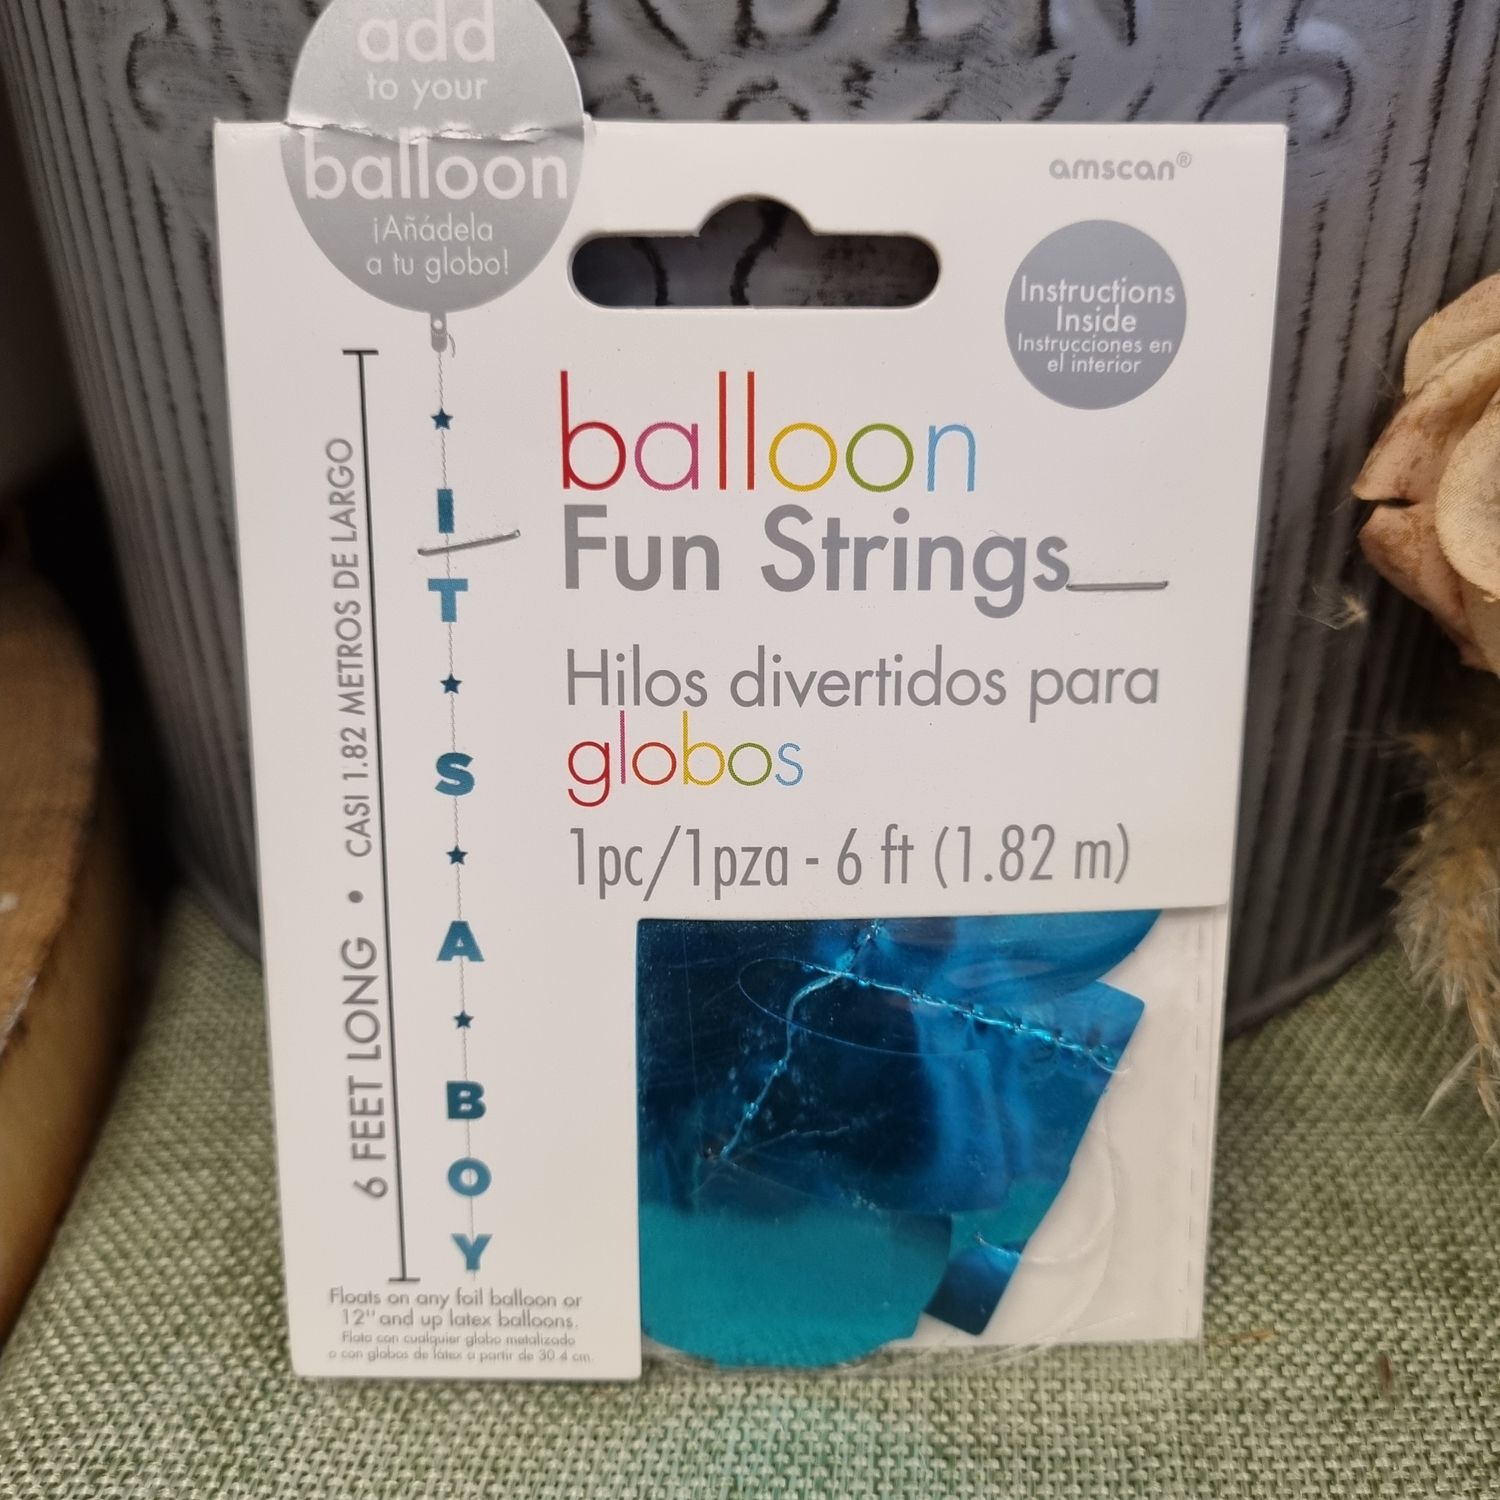 add
to your
balloon
¡Añádela
a tu globo!
amscan®
Instructions
Inside
Instrucciones en
el interior
balloon
Fun Strings
Hilos divertidos para
globos
1pc/1pza - 6 ft (1.82 m)
6 FEET LONG • CASI 1.82 METROS DE LARGO
I
T
S
A
B
O
Y
Floats on any foil balloon or
12" and up latex balloons.
Flota con cualquier globo metalizado
o con globos de látex a partir de 30.4 cm.